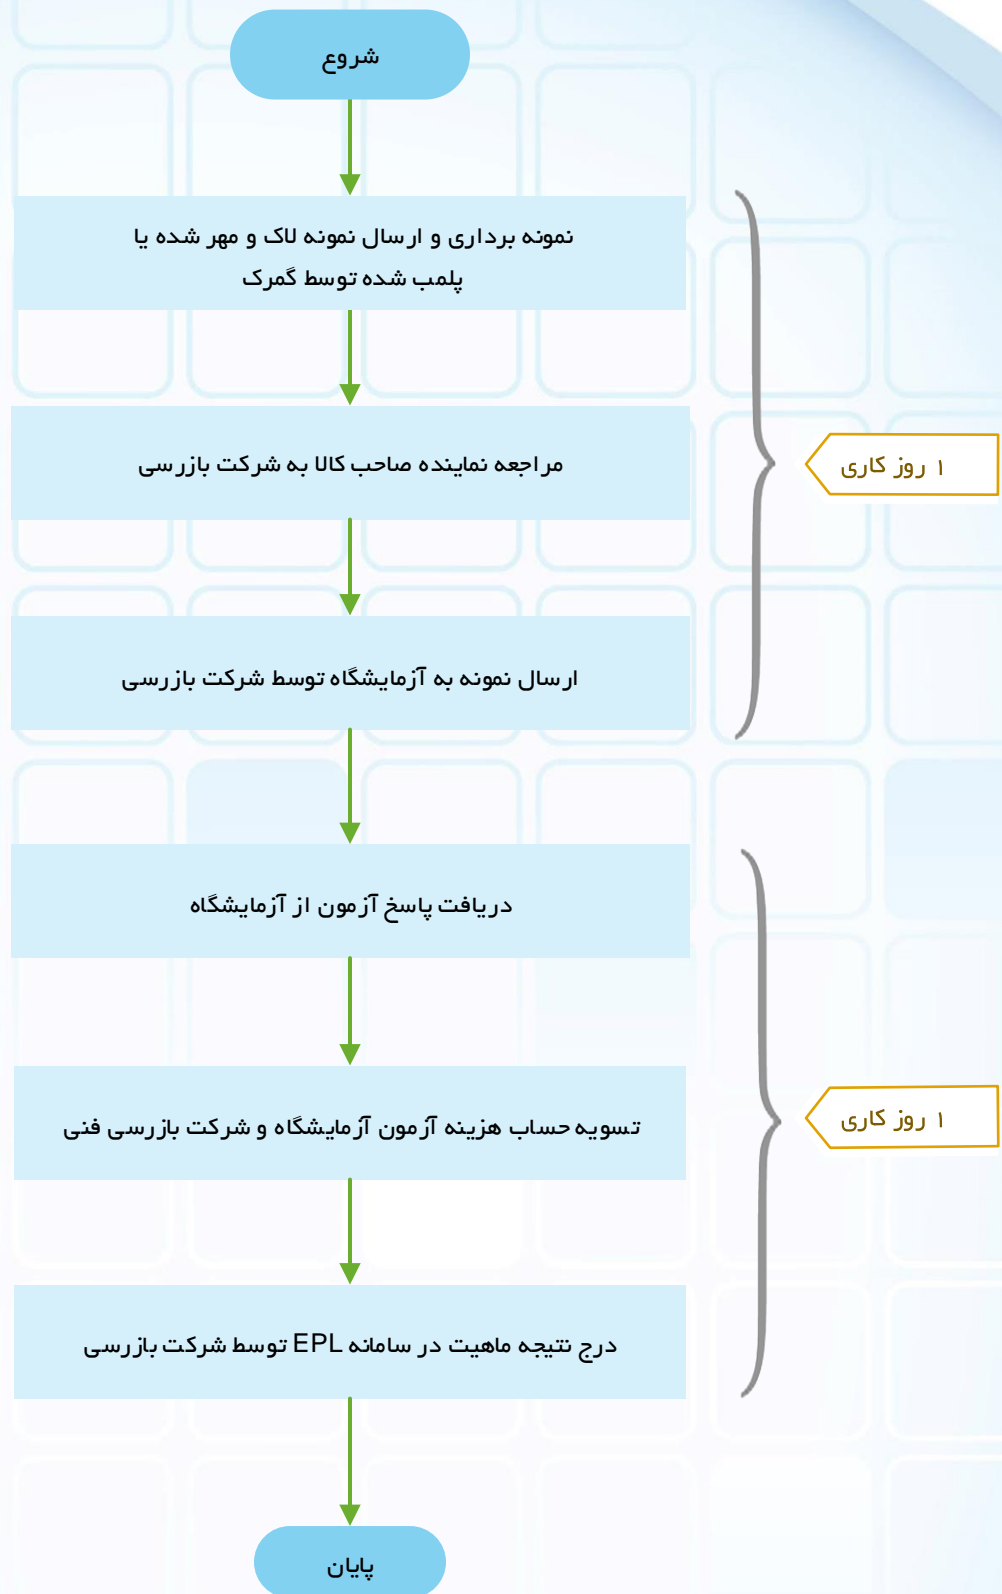 شروع
نمونه برداری و ارسال نمونه لاک و مهر شده یا
پلمب شده توسط گمرک
مراجعه نماینده صاحب کالا به شرکت بازرسی
۱ روز کاری
ارسال نمونه به آزمایشگاه توسط شرکت بازرسی
دریافت پاسخ آزمون از آزمایشگاه
تسویه حساب هزینه آزمون آزمایشگاه و شرکت بازرسی فنی
۱ روز کاری
درج نتیجه ماهیت در سامانه EPL توسط شرکت بازرسی
پایان